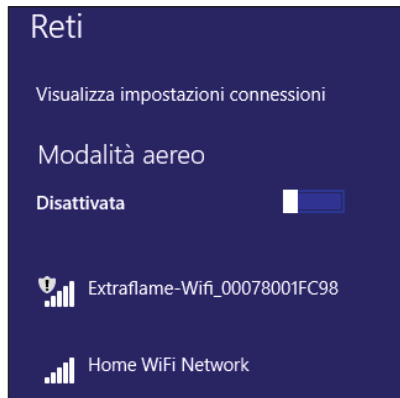 Reti
Visualizza impostazioni connessioni
Modalità aereo
Disattivata
Extraflame-Wifi_00078001FC98
Home WiFi Network